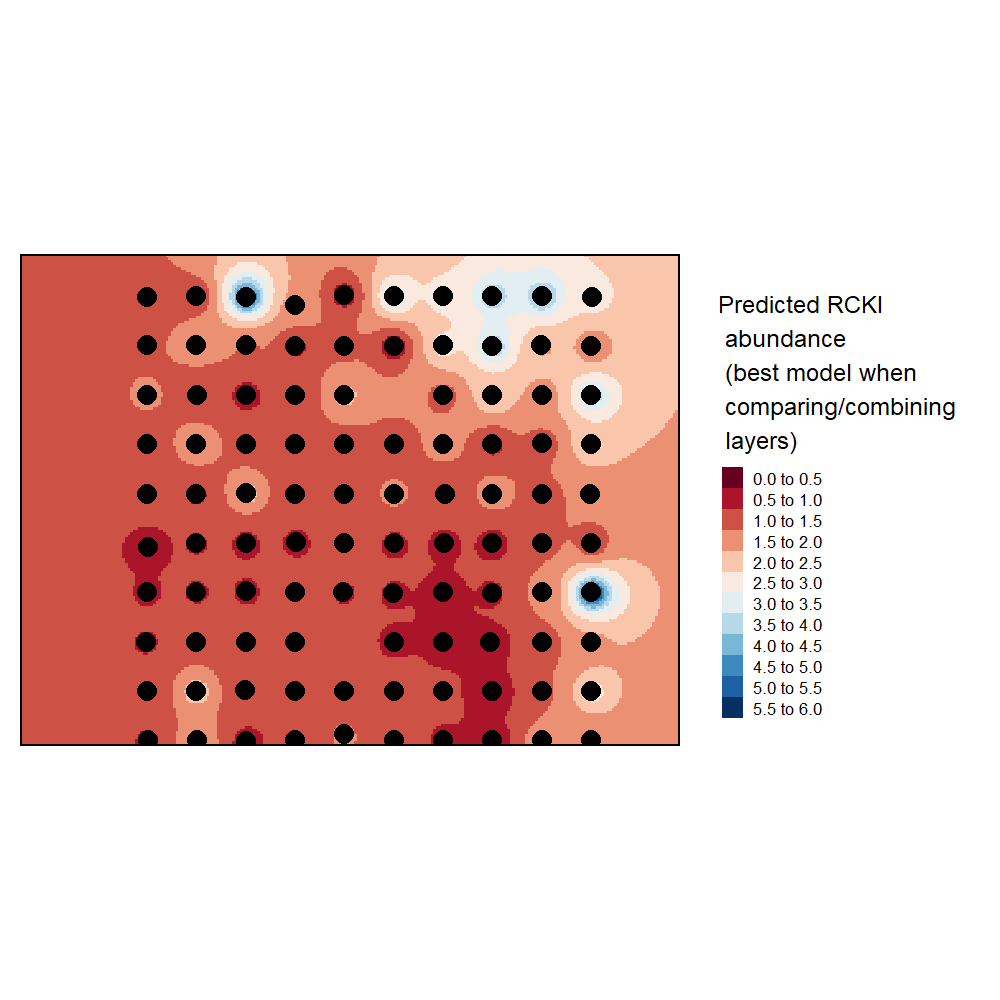 Predicted RCKI
abundance
(best model when
comparing/combining
layers)
0.0 to 0.5
0.5 to 1.0
1.0 to 1.5
1.5 to 2.0
2.0 to 2.5
2.5 to 3.0
3.0 to 3.5
3.5 to 4.0
4.0 to 4.5
4.5 to 5.0
5.0 to 5.5
5.5 to 6.0